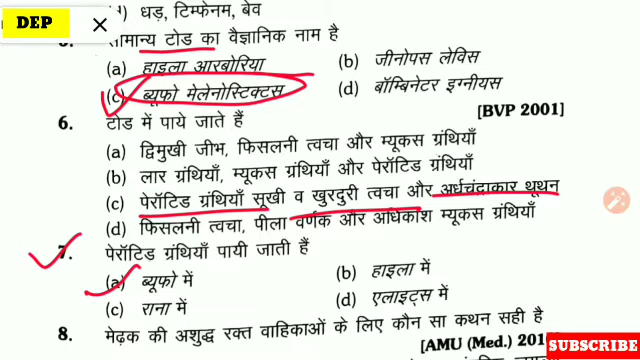 DEP
धड़, टिम्फेनम, बेव
सामान्य टोड का वैज्ञानिक नाम है
(a) हाइला आरबोरिया (b) जीनोपस लेविस
(c) ब्यूफो मेलेनोस्टिक्टस (d) बॉम्बिनेटर इग्नीयस
[BVP 2001]
6. टोड में पाये जाते हैं
(a) द्विमुखी जीभ, फिसलनी त्वचा और म्यूकस ग्रंथियाँ
(b) लार ग्रंथियाँ, म्यूकस ग्रंथियाँ और पेरॉटिड ग्रंथियाँ
(c) पेरॉटिड ग्रंथियाँ सूखी व खुरदुरी त्वचा और अर्धचंद्राकार थूथन
(d) फिसलनी त्वचा, पीला वर्णक और अधिकांश म्यूकस ग्रंथियाँ
7. पेरॉटिड ग्रंथियाँ पायी जाती हैं
(a) ब्यूफो में (b) हाइला में
(c) राना में (d) एलाइट्स में
8. मेढ़क की अशुद्ध रक्त वाहिकाओं के लिए कौन सा कथन सही है
[AMU (Med.) 201
SUBSCRIBE